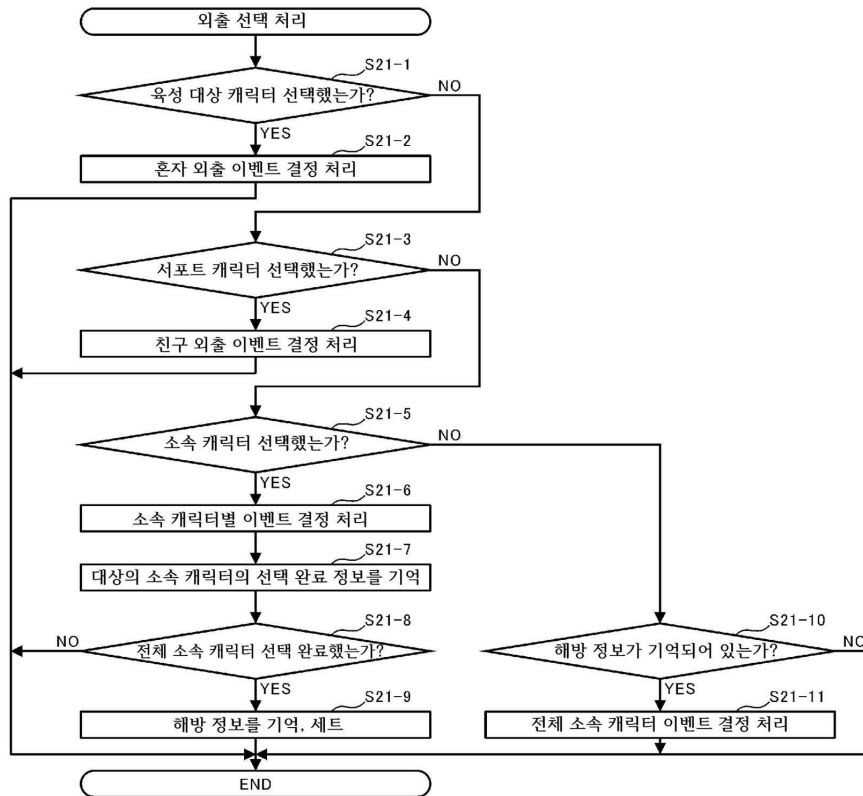 외출 선택 처리
S21-1
육성 대상 캐릭터 선택했는가?
NO
YES
S21-2
혼자 외출 이벤트 결정 처리
S21-3
서포트 캐릭터 선택했는가?
NO
YES
S21-4
친구 외출 이벤트 결정 처리
S21-5
소속 캐릭터 선택했는가?
NO
YES
S21-6
소속 캐릭터별 이벤트 결정 처리
S21-7
대상의 소속 캐릭터의 선택 완료 정보를 기억
S21-8
NO
전체 소속 캐릭터 선택 완료했는가?
YES
S21-9
해방 정보를 기억, 세트
S21-10
해방 정보가 기억되어 있는가?
NO
YES
S21-11
전체 소속 캐릭터 이벤트 결정 처리
END